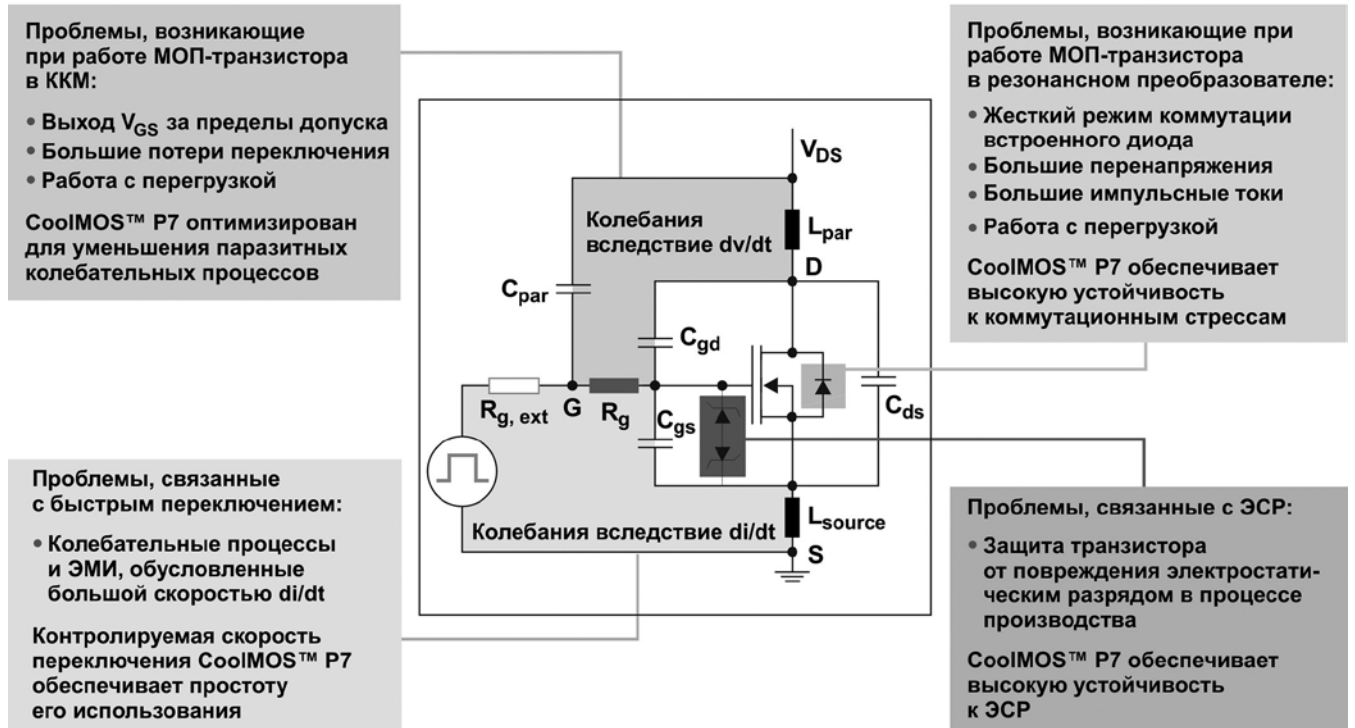 Проблемы, возникающие
при работе МОП-транзистора
в ККМ:
• Выход VGS за пределы допуска
• Большие потери переключения
• Работа с перегрузкой
CoolMOS™ P7 оптимизирован
для уменьшения паразитных
колебательных процессов
Проблемы, возникающие при
работе МОП-транзистора
в резонансном преобразователе:
• Жесткий режим коммутации
встроенного диода
• Большие перенапряжения
• Большие импульсные токи
• Работа с перегрузкой
CoolMOS™ P7 обеспечивает
высокую устойчивость
к коммутационным стрессам
VDS
Колебания
вследствие dv/dt
Lpar
D
Cpar
Cgd
Rg, ext
G
Rg
Cgs
Cds
Колебания вследствие di/dt
Lsource
S
Проблемы, связанные
с быстрым переключением:
• Колебательные процессы
и ЭМИ, обусловленные
большой скоростью di/dt
Контролируемая скорость
переключения CoolMOS™ P7
обеспечивает простоту
его использования
Проблемы, связанные с ЭСР:
• Защита транзистора
от повреждения электростати-
ческим разрядом в процессе
производства
CoolMOS™ P7 обеспечивает
высокую устойчивость
к ЭСР